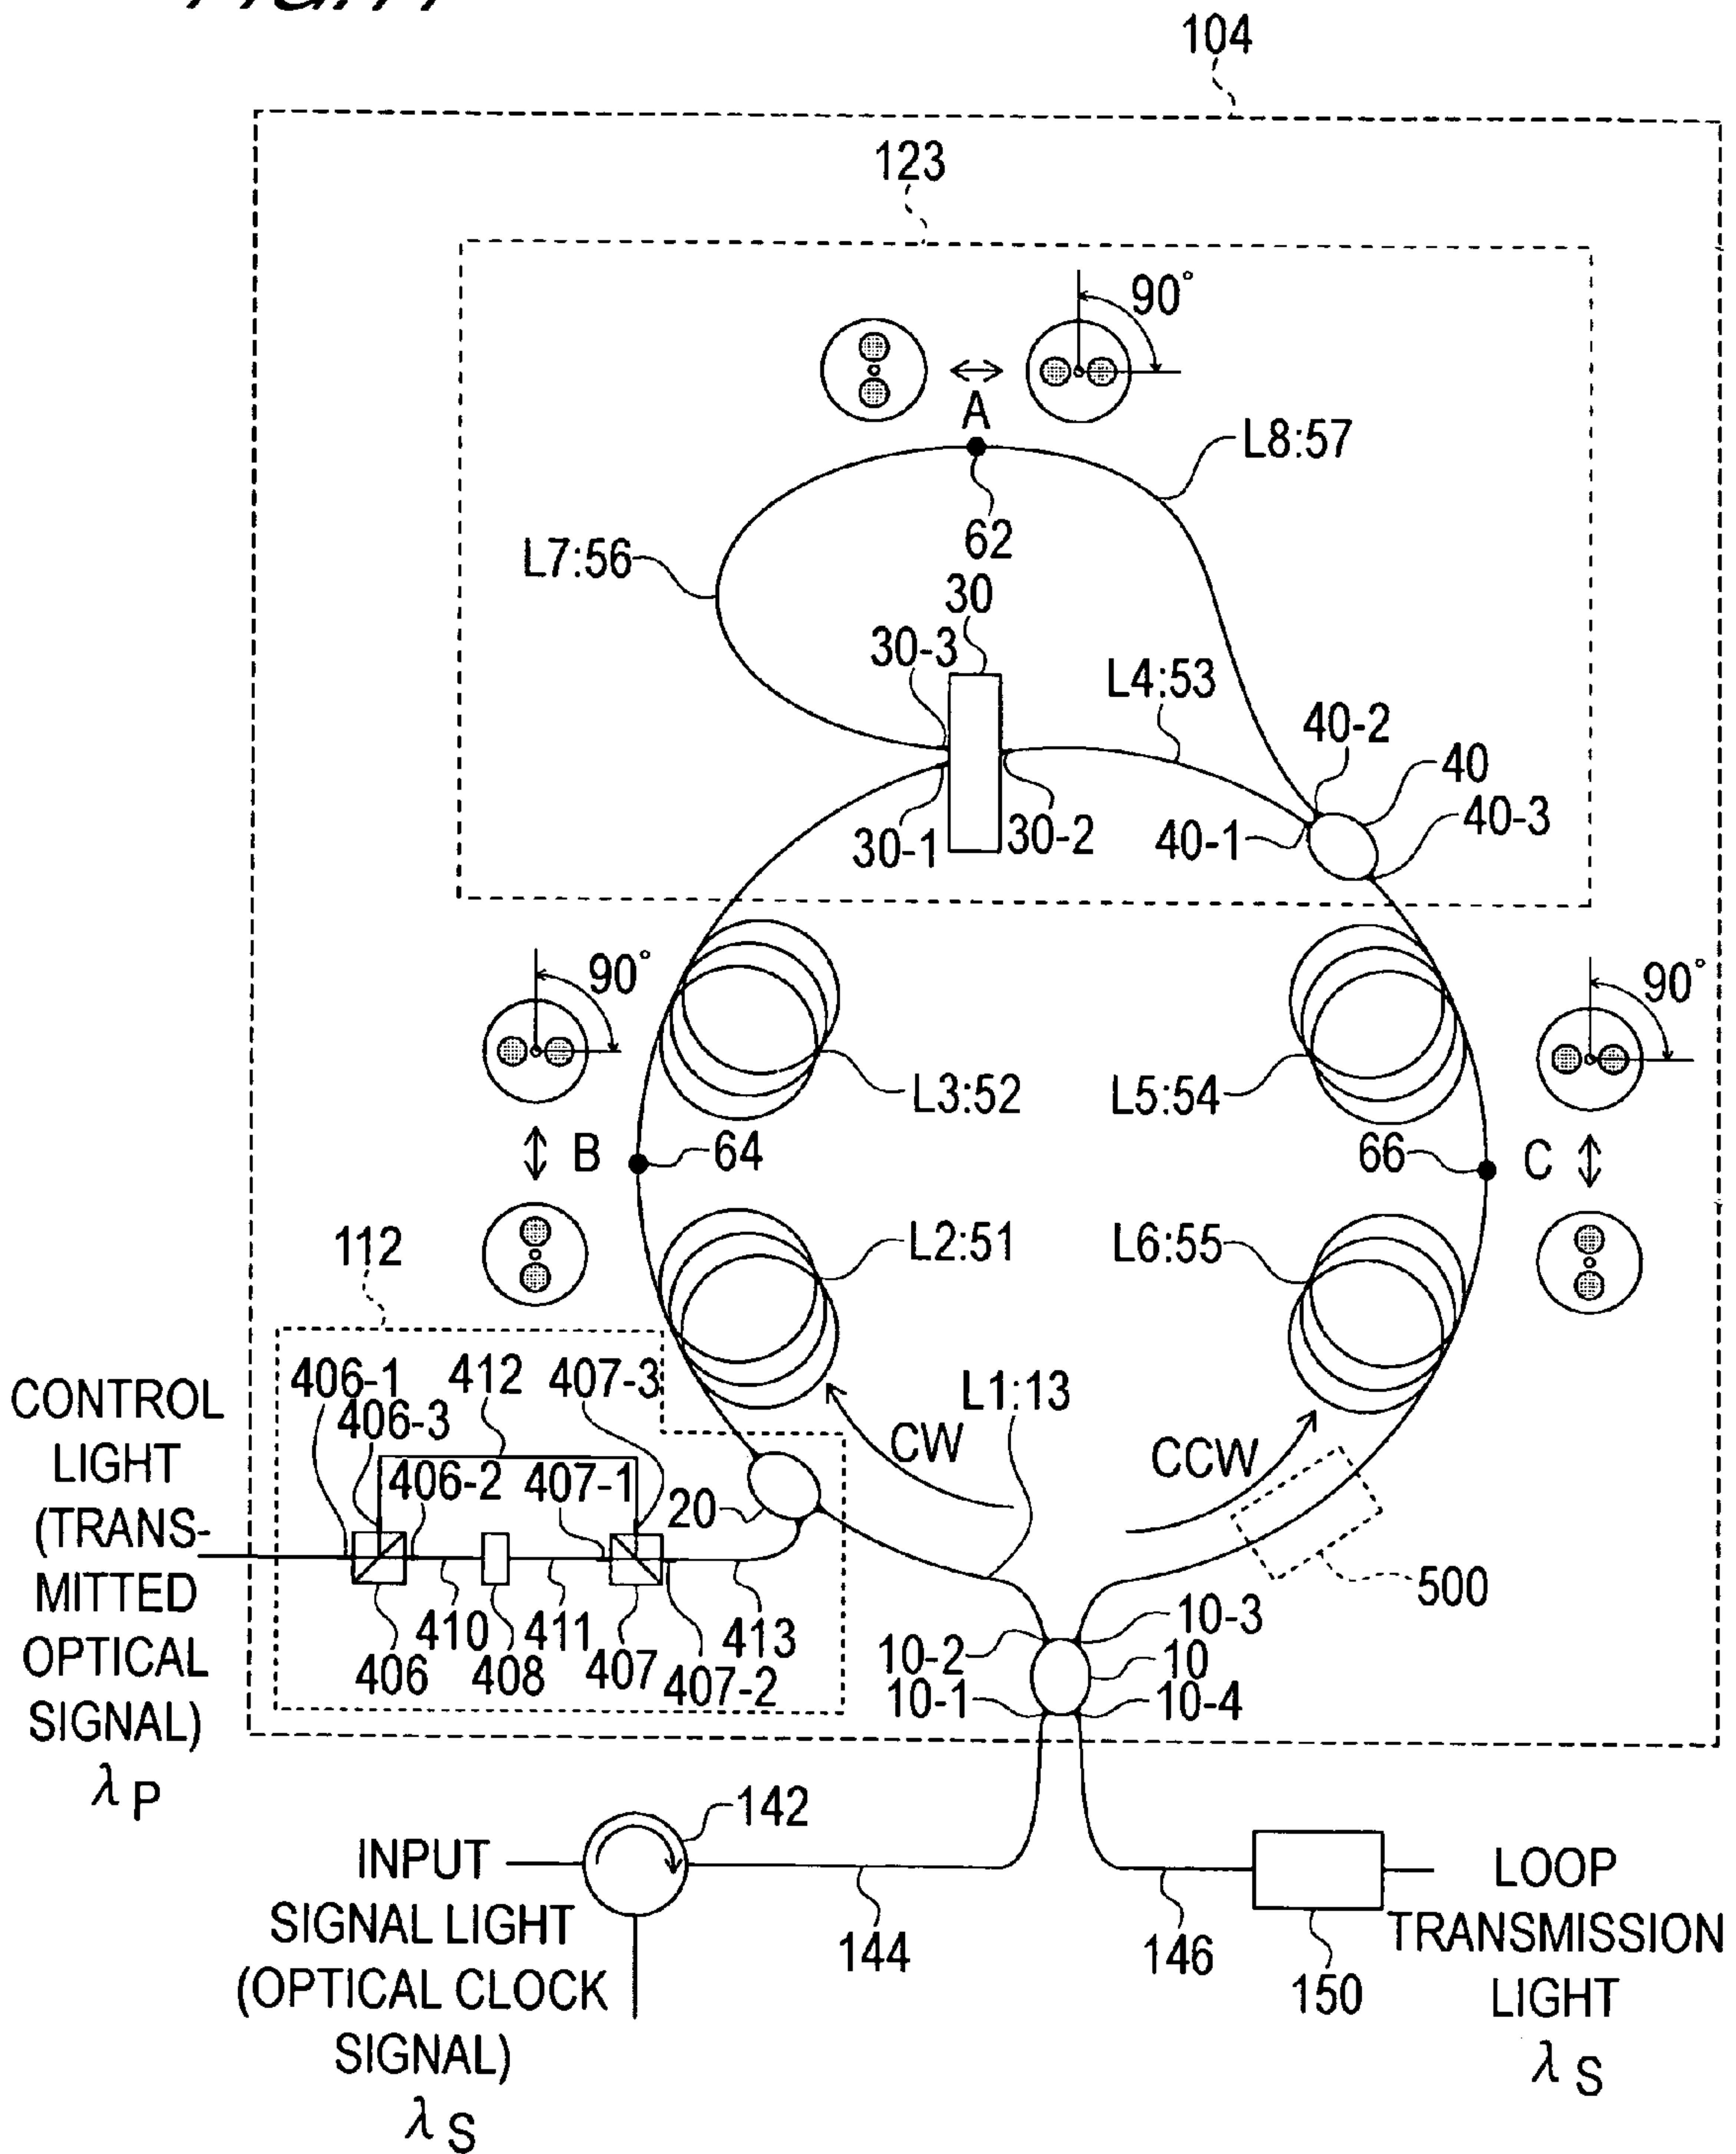 104
123
90°
A
L8:57
62
L7:56
30
30-3
L4:53
40-2
40
40-3
30-1
30-2
40-1
90°
90°
L3:52
L5:54
B
64
66
C
L2:51
L6:55
112
406-1
412
407-3
L1:13
406-3
CW
CCW
406-2
407-1
20
CONTROL
LIGHT
(TRANS-
MITTED
OPTICAL
SIGNAL)
λP
500
410
411
413
406
408
407
407-2
10-2
10-3
10
10-1
10-4
142
INPUT
SIGNAL LIGHT
(OPTICAL CLOCK
SIGNAL)
λS
144
146
150
LOOP
TRANSMISSION
LIGHT
λS